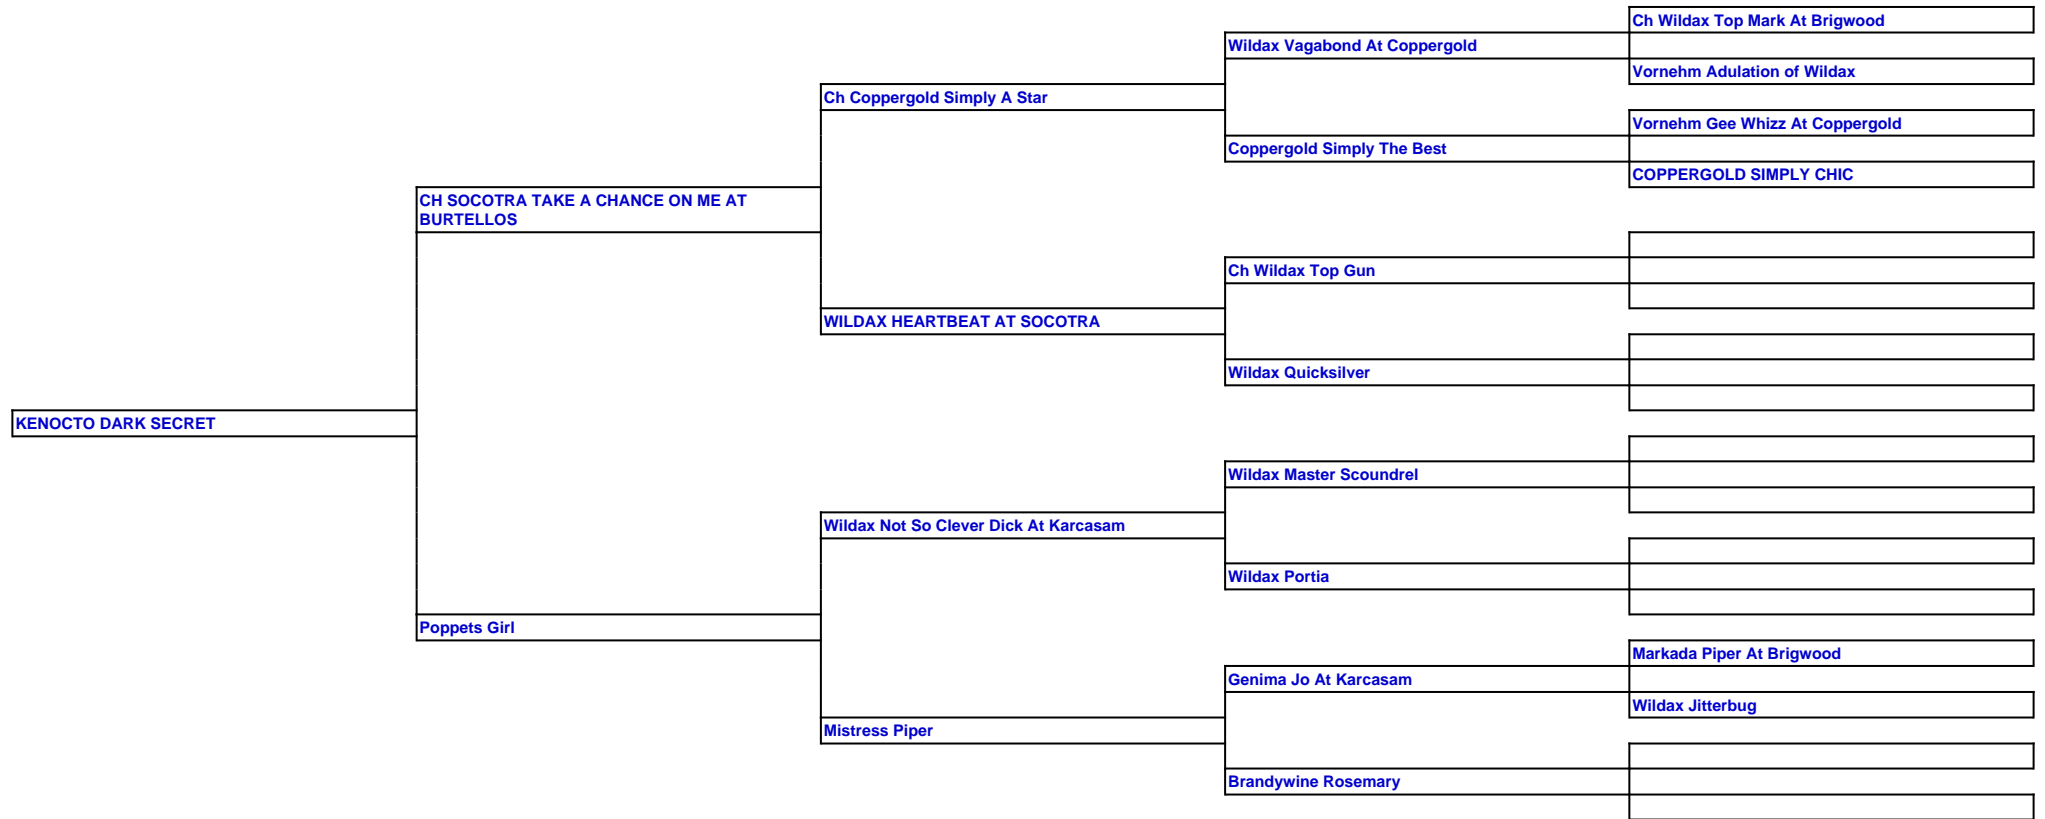 Ch Wildax Top Mark At Brigwood
Wildax Vagabond At Coppergold
Vornehm Adulation of Wildax
Ch Coppergold Simply A Star
Vornehm Gee Whizz At Coppergold
Coppergold Simply The Best
COPPERGOLD SIMPLY CHIC
CH SOCOTRA TAKE A CHANCE ON ME AT
BURTELLOS
Ch Wildax Top Gun
WILDAX HEARTBEAT AT SOCOTRA
Wildax Quicksilver
KENOCTO DARK SECRET
Wildax Master Scoundrel
Wildax Not So Clever Dick At Karcasam
Wildax Portia
Poppets Girl
Markada Piper At Brigwood
Genima Jo At Karcasam
Wildax Jitterbug
Mistress Piper
Brandywine Rosemary